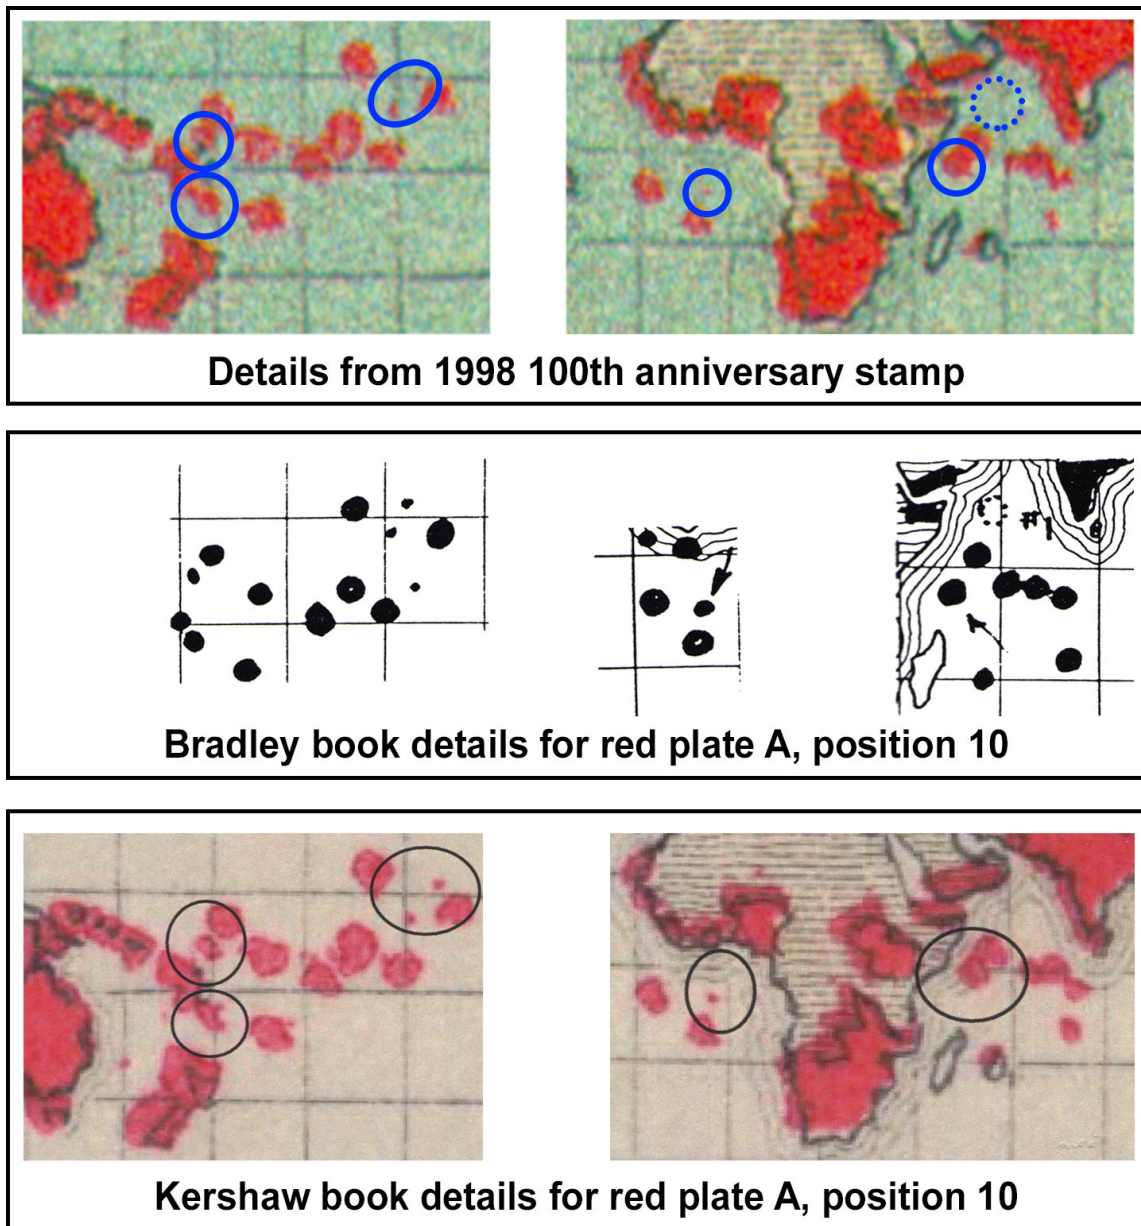 Details from 1998 100th anniversary stamp
Bradley book details for red plate A, position 10
Kershaw book details for red plate A, position 10